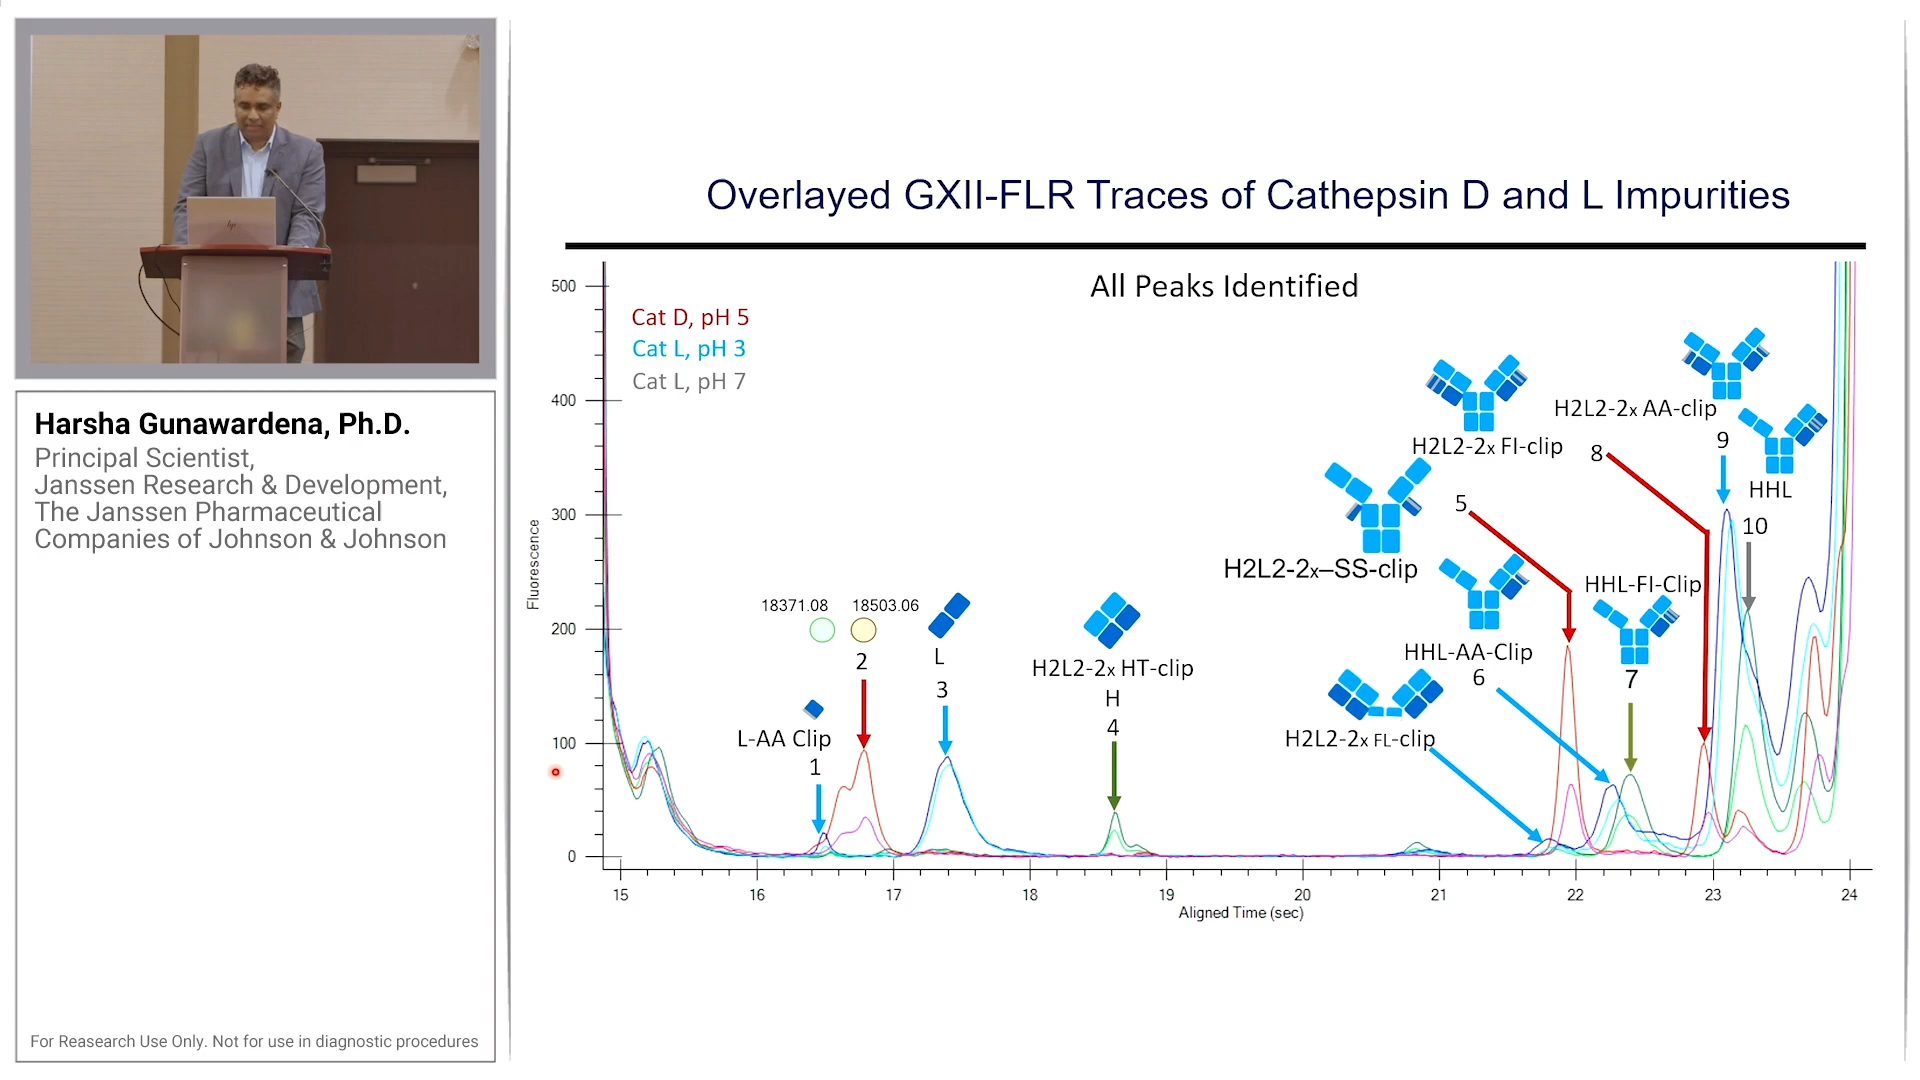 Harsha Gunawardena, Ph.D.
Principal Scientist,
Janssen Research & Development,
The Janssen Pharmaceutical
Companies of Johnson & Johnson
For Reasearch Use Only. Not for use in diagnostic procedures
Overlayed GXII-FLR Traces of Cathepsin D and L Impurities
All Peaks Identified
Cat D, pH 5
Cat L, pH 3
Cat L, pH 7
500
400
300
200
100
0
Fluorescence
18371.08
18503.06
2
L-AA Clip
1
L
3
H2L2-2x HT-clip
H
4
H2L2-2x FI-clip
5
H2L2-2x–SS-clip
H2L2-2x AA-clip
8
9
HHL
10
HHL-AA-Clip
6
HHL-FI-Clip
7
H2L2-2x FL-clip
15
16
17
18
19
20
21
22
23
24
Aligned Time (sec)
hp